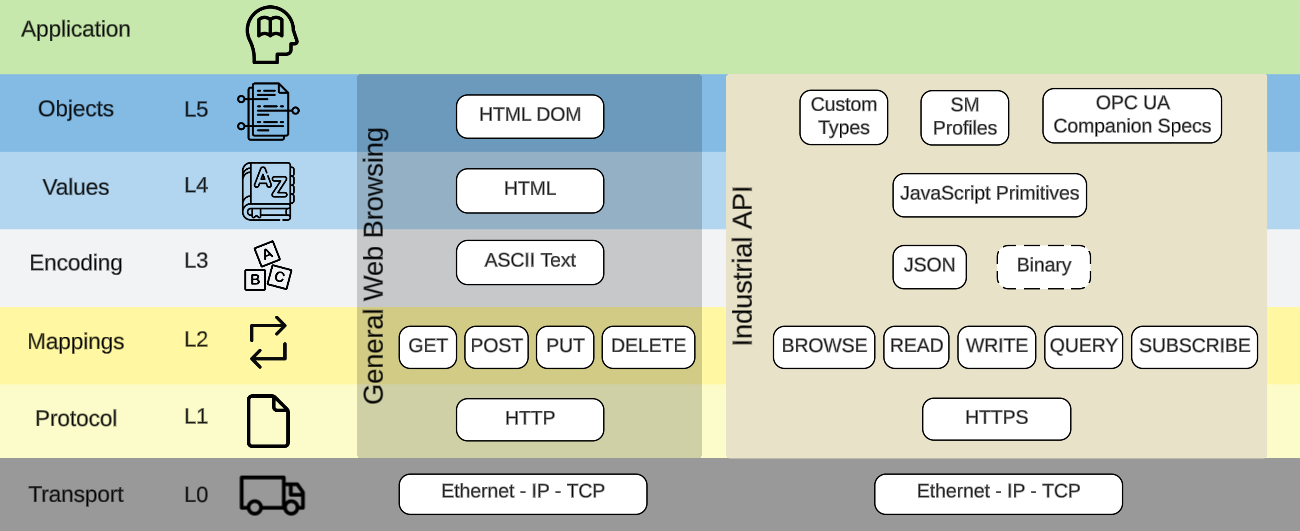 Application
Objects L5
HTML DOM
Custom
Types
SM
Profiles
OPC UA
Companion Specs
Values L4
A Z
HTML
JavaScript Primitives
Encoding L3
A
B C
ASCII Text
JSON
Binary
Mappings L2
GET POST PUT DELETE
BROWSE READ WRITE QUERY SUBSCRIBE
Protocol L1
HTTP
HTTPS
General Web Browsing
Industrial API
Transport L0
Ethernet - IP - TCP
Ethernet - IP - TCP